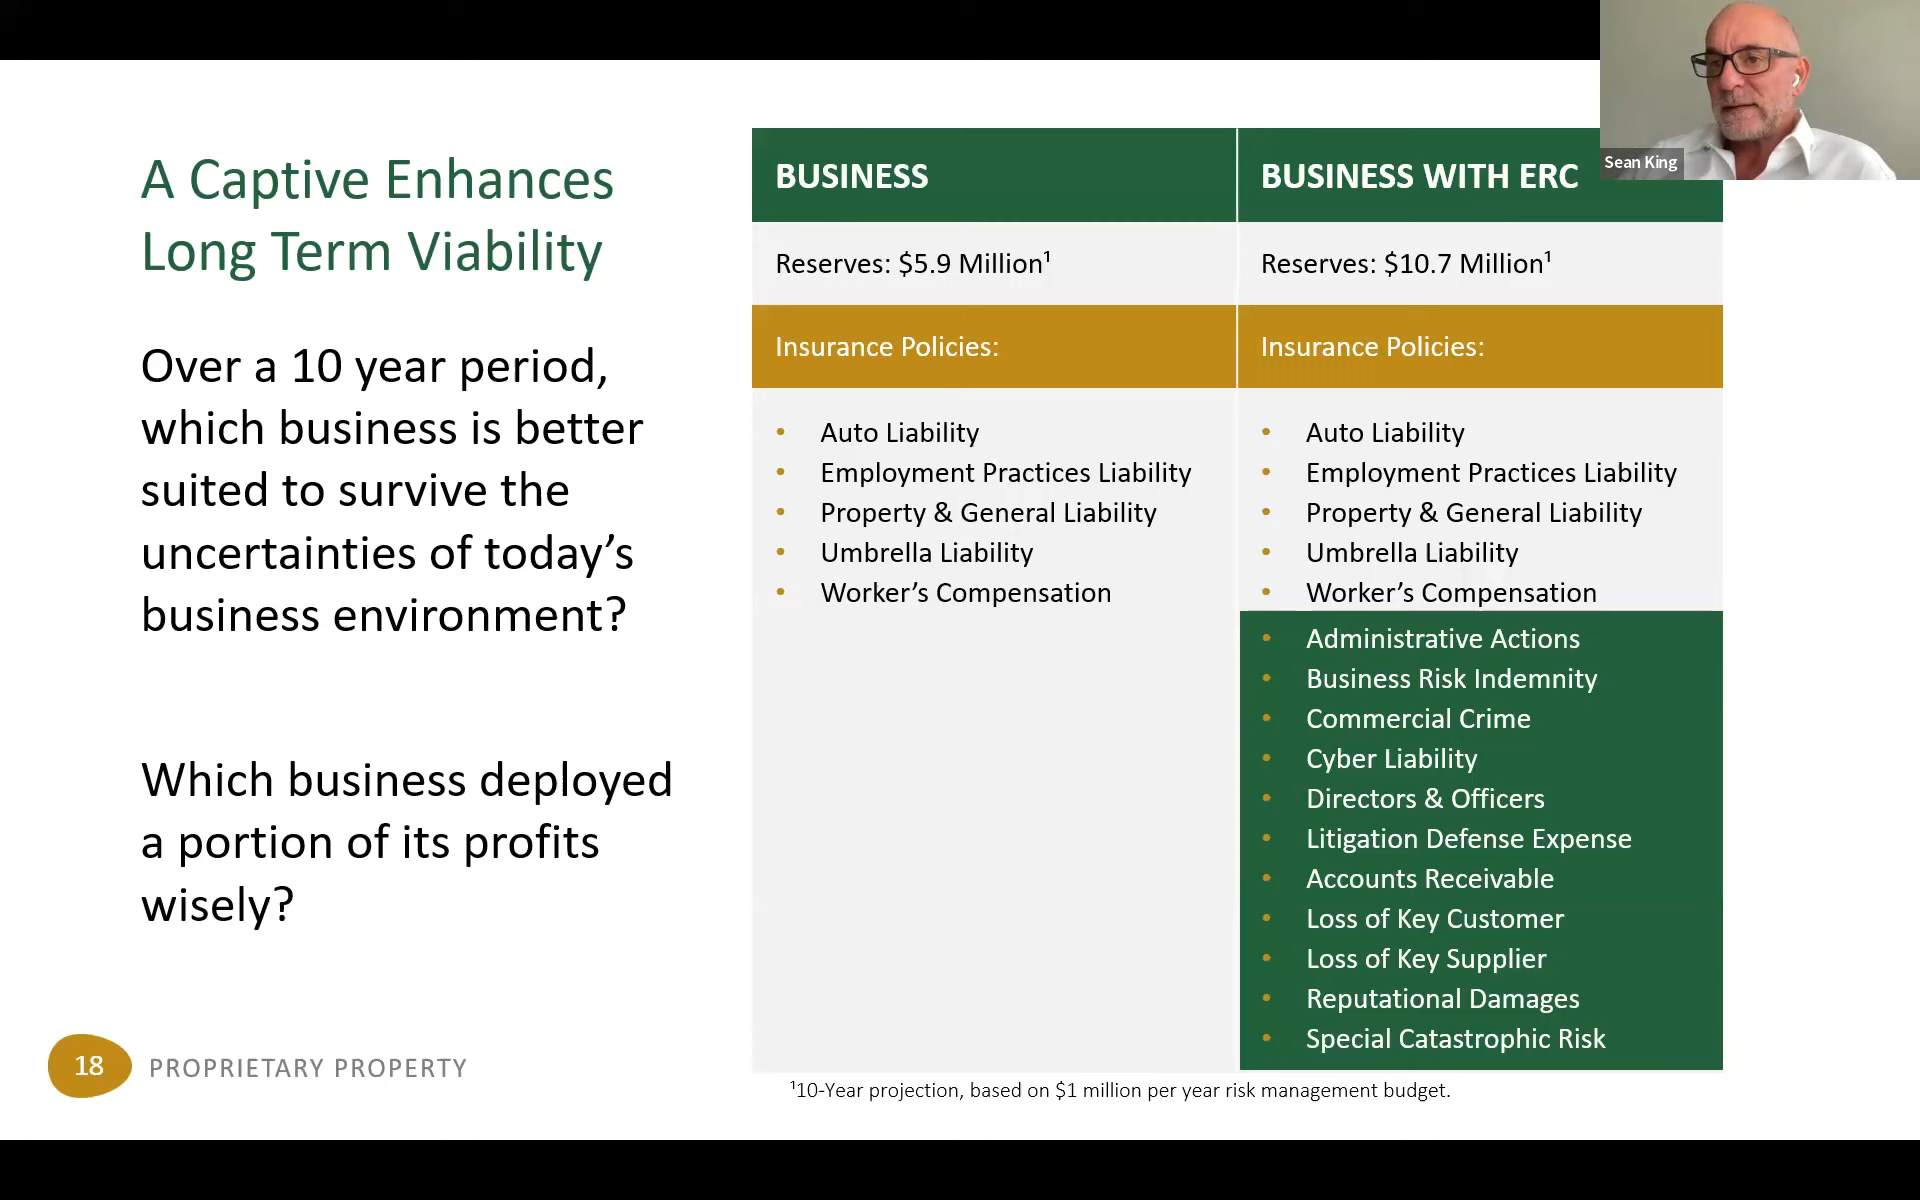 A Captive Enhances
Long Term Viability
Over a 10 year period,
which business is better
suited to survive the
uncertainties of today’s
business environment?
Which business deployed
a portion of its profits
wisely?
18
PROPRIETARY PROPERTY
BUSINESS
Reserves: $5.9 Million¹
Insurance Policies:
• Auto Liability
• Employment Practices Liability
• Property & General Liability
• Umbrella Liability
• Worker’s Compensation
BUSINESS WITH ERC
Reserves: $10.7 Million¹
Insurance Policies:
• Auto Liability
• Employment Practices Liability
• Property & General Liability
• Umbrella Liability
• Worker’s Compensation
• Administrative Actions
• Business Risk Indemnity
• Commercial Crime
• Cyber Liability
• Directors & Officers
• Litigation Defense Expense
• Accounts Receivable
• Loss of Key Customer
• Loss of Key Supplier
• Reputational Damages
• Special Catastrophic Risk
¹10-Year projection, based on $1 million per year risk management budget.
Sean King